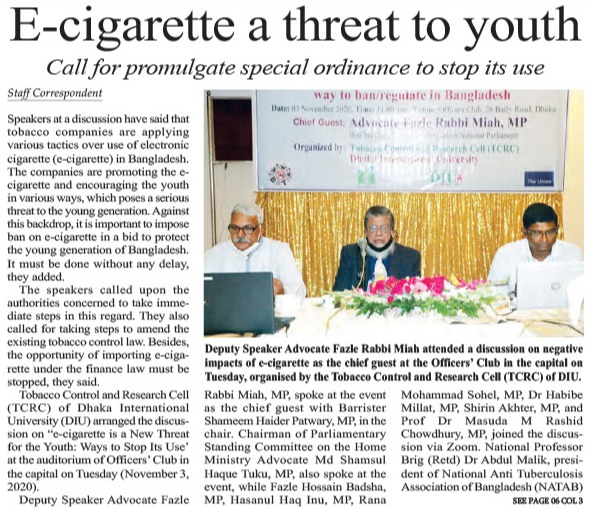 E-cigarette a threat to youth
Call for promulgate special ordinance to stop its use
Staff Correspondent
Speakers at a discussion have said that
tobacco companies are applying
various tactics over use of electronic
cigarette (e-cigarette) in Bangladesh.
The companies are promoting the e-
cigarette and encouraging the youth
in various ways, which poses a serious
threat to the young generation. Against
this backdrop, it is important to impose
ban on e-cigarette in a bid to protect
the young generation of Bangladesh.
It must be done without any delay,
they added.
The speakers called upon the
authorities concerned to take imme-
diate steps in this regard. They also
called for taking steps to amend the
existing tobacco control law. Besides,
the opportunity of importing e-ciga-
rette under the finance law must be
stopped, they said.
Tobacco Control and Research Cell
(TCRC) of Dhaka International
University (DIU) arranged the discus-
sion on "e-cigarette is a New Threat
for the Youth: Ways to Stop Its Use'
at the auditorium of Officers' Club in
the capital on Tuesday (November 3,
2020).
Deputy Speaker Advocate Fazle
way to ban/regulate in Bangladesh
Date: 03 November 2020, Officers Club, 26 Baily Road, Dhaka
Chief Guest: Advocate Fazle Rabbi Miah, MP
National Parliament
Organized by: Tobacco Control and Research Cell (TCRC)
Dhaka International University
DIU
The Union
Deputy Speaker Advocate Fazle Rabbi Miah attended a discussion on negative
impacts of e-cigarette as the chief guest at the Officers' Club in the capital on
Tuesday, organised by the Tobacco Control and Research Cell (TCRC) of DIU.
Rabbi Miah, MP, spoke at the event
as the chief guest with Barrister
Shameem Haider Patwary, MP, in the
chair. Chairman of Parliamentary
Standing Committee on the Home
Ministry Advocate Md Shamsul
Haque Tuku, MP, also spoke at the
event, while Fazle Hossain Badsha,
MP, Hasanul Haq Inu, MP, Rana
Mohammad Sohel, MP, Dr Habibe
Millat, MP, Shirin Akhter, MP, and
Prof Dr Masuda M Rashid
Chowdhury, MP, joined the discus-
sion via Zoom. National Professor
Brig (Retd) Dr Abdul Malik, presi-
dent of National Anti Tuberculosis
Association of Bangladesh (NATAB)
SEE PAGE 06 COL 3